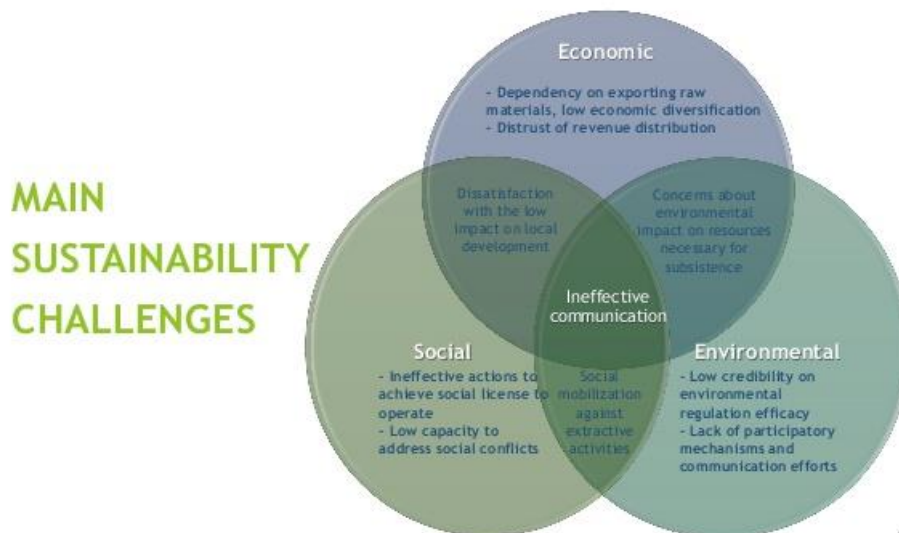 MAIN
SUSTAINABILITY
CHALLENGES
Economic
- Dependency on exporting raw
materials, low economic diversification
- Distrust of revenue distribution
Dissatisfaction
with the low
impact on local
development
Concerns about
environmental
impact on resources
necessary for
subsistence
Ineffective
communication
Social
- Ineffective actions to
achieve social license to
operate
- Low capacity to
address social conflicts
Social
mobilization
against
extractive
activities
Environmental
- Low credibility on
environmental
regulation efficacy
- Lack of participatory
mechanisms and
communication efforts